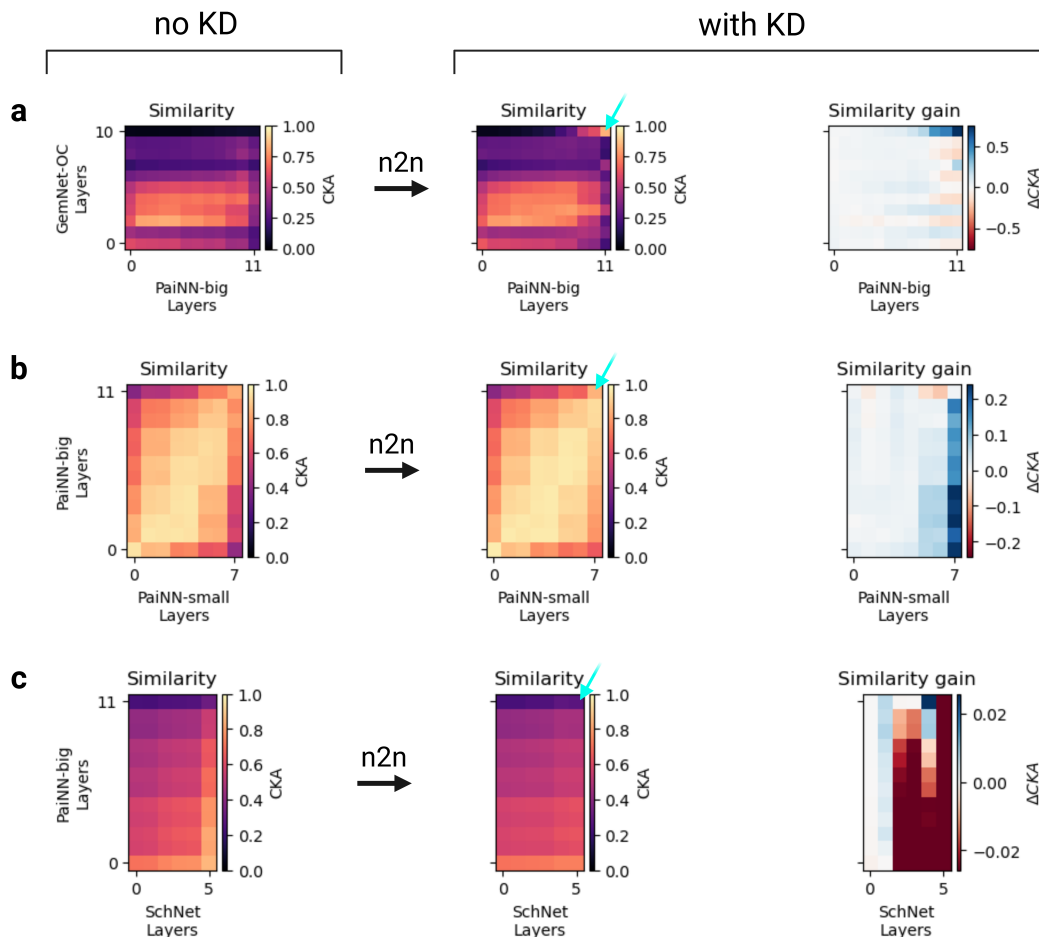 no KD
with KD
a
Similarity
GemNet-OC
Layers
10
0
0
11
PaiNN-big
Layers
1.00
0.75
0.50
0.25
0.00
CKA
n2n
Similarity
0
11
PaiNN-big
Layers
1.00
0.75
0.50
0.25
0.00
CKA
Similarity gain
0
11
PaiNN-big
Layers
0.5
0.0
−0.5
ΔCKA
b
Similarity
PaiNN-big
Layers
11
0
0
7
PaiNN-small
Layers
1.0
0.8
0.6
0.4
0.2
0.0
CKA
n2n
Similarity
0
7
PaiNN-small
Layers
1.0
0.8
0.6
0.4
0.2
0.0
CKA
Similarity gain
0
7
PaiNN-small
Layers
0.2
0.1
0.0
−0.1
−0.2
ΔCKA
c
Similarity
PaiNN-big
Layers
11
0
0
5
SchNet
Layers
1.0
0.8
0.6
0.4
0.2
0.0
CKA
n2n
Similarity
0
5
SchNet
Layers
1.0
0.8
0.6
0.4
0.2
0.0
CKA
Similarity gain
0
5
SchNet
Layers
0.02
0.00
−0.02
ΔCKA